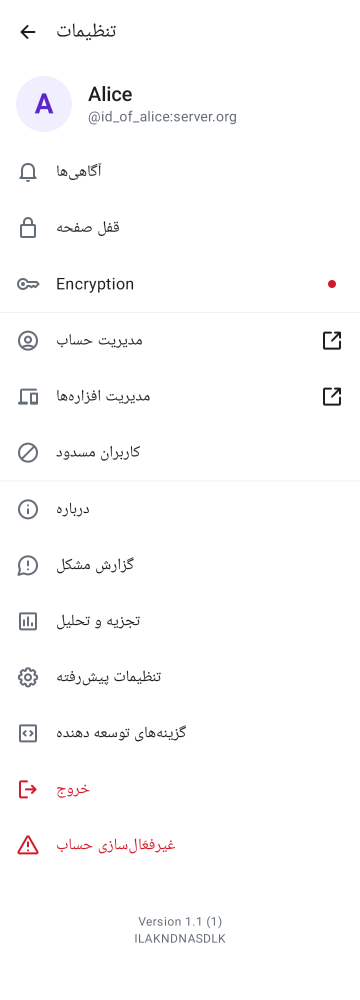 تنظیمات
A
Alice
@id_of_alice:server.org
آگاهی‌ها
قفل صفحه
Encryption
مدیریت حساب
مدیریت افزاره‌ها
کاربران مسدود
درباره
گزارش مشکل
تجزیه و تحلیل
تنظیمات پیش‌رفته
گزینه‌های توسعه دهنده
خروج
غیرفغال‌سازی حساب
Version 1.1 (1)
ILAKNDNASDLK